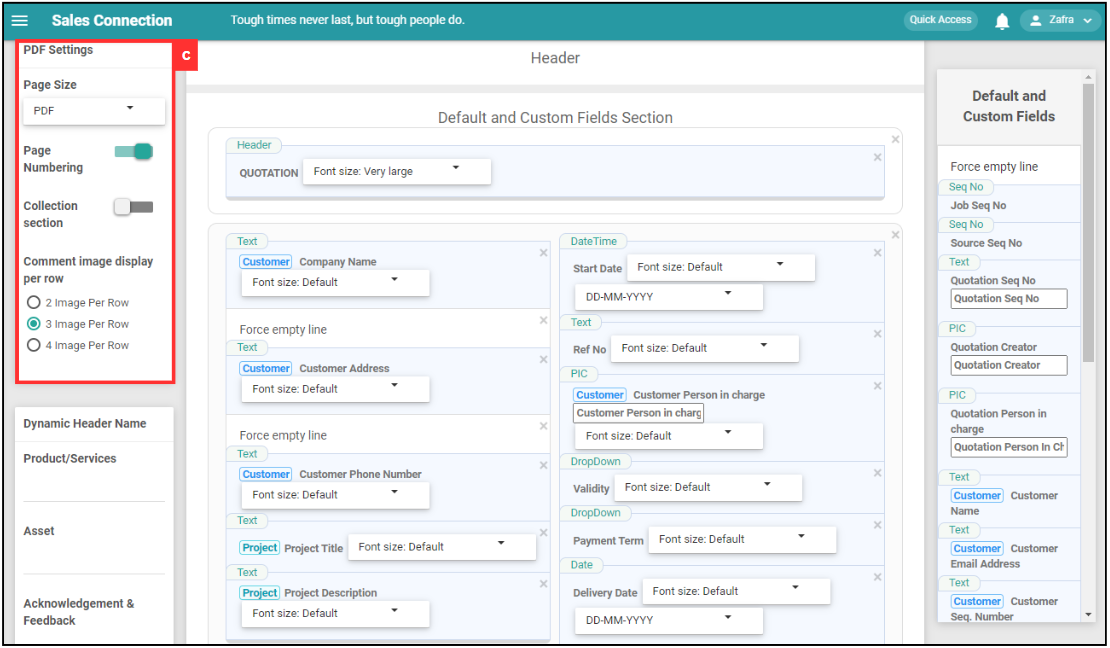 Sales Connection
Tough times never last, but tough people do.
Quick Access
Zafra
PDF Settings
C
Page Size
PDF
Page
Numbering
Collection
section
Comment image display
per row
2 Image Per Row
3 Image Per Row
4 Image Per Row
Dynamic Header Name
Product/Services
Asset
Acknowledgement &
Feedback
Header
Default and Custom Fields Section
Header
QUOTATION Font size: Very large
Text
Customer Company Name
Font size: Default
Force empty line
Text
Customer Customer Address
Font size: Default
Force empty line
Text
Customer Customer Phone Number
Font size: Default
Text
Project Project Title Font size: Default
Text
Project Project Description
Font size: Default
DateTime
Start Date Font size: Default
DD-MM-YYYY
Text
Ref No Font size: Default
PIC
Customer Customer Person in charge
Customer Person in charg
Font size: Default
DropDown
Validity Font size: Default
DropDown
Payment Term Font size: Default
Date
Delivery Date Font size: Default
DD-MM-YYYY
Default and
Custom Fields
Force empty line
Seq No
Job Seq No
Seq No
Source Seq No
Text
Quotation Seq No
Quotation Seq No
PIC
Quotation Creator
Quotation Creator
PIC
Quotation Person in
charge
Quotation Person In Ch
Text
Customer Customer
Name
Text
Customer Customer
Email Address
Text
Customer Customer
Seq. Number